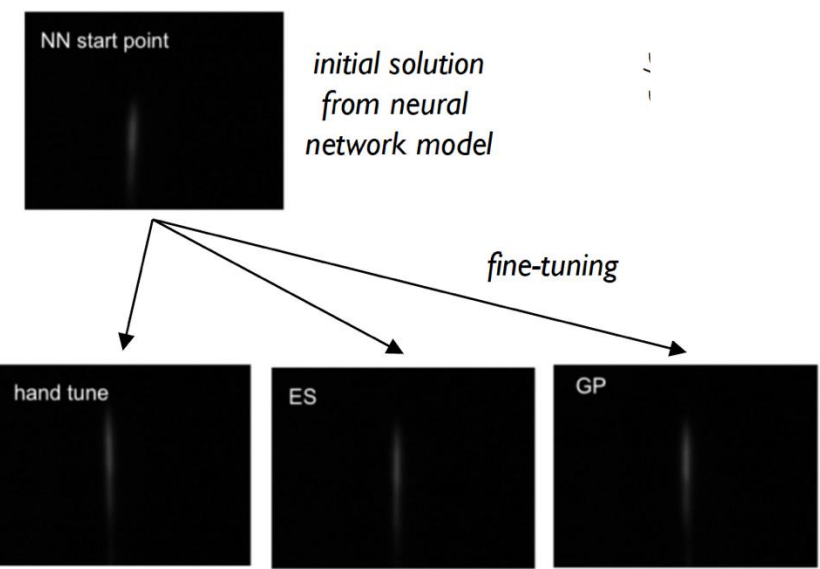 NN start point
initial solution
from neural
network model
fine-tuning
hand tune
ES
GP